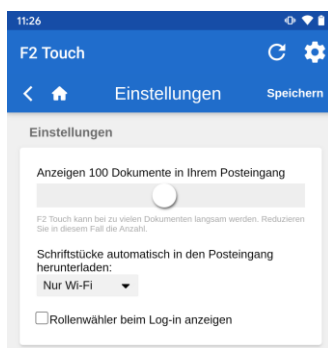 11:26
F2 Touch
Einstellungen
Speichern
Einstellungen
Anzeigen 100 Dokumente in Ihrem Posteingang
F2 Touch kann bei zu vielen Dokumenten langsam werden. Reduzieren
Sie in diesem Fall die Anzahl.
Schriftstücke automatisch in den Posteingang
herunterladen:
Nur Wi-Fi
Rollenwähler beim Log-in anzeigen